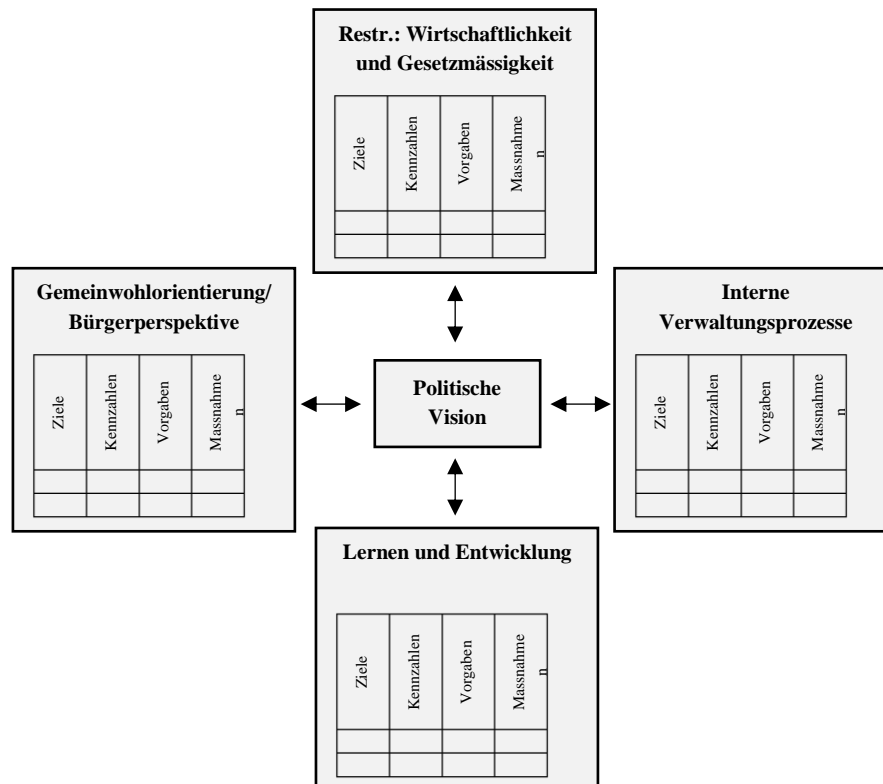 Restr.: Wirtschaftlichkeit
und Gesetzmässigkeit
Ziele
Kennzahlen
Vorgaben
Massnahme
n
Gemeinwohlorientierung/
Bürgerperspektive
Ziele
Kennzahlen
Vorgaben
Massnahme
n
Politische
Vision
Interne
Verwaltungsprozesse
Ziele
Kennzahlen
Vorgaben
Massnahme
n
Lernen und Entwicklung
Ziele
Kennzahlen
Vorgaben
Massnahme
n